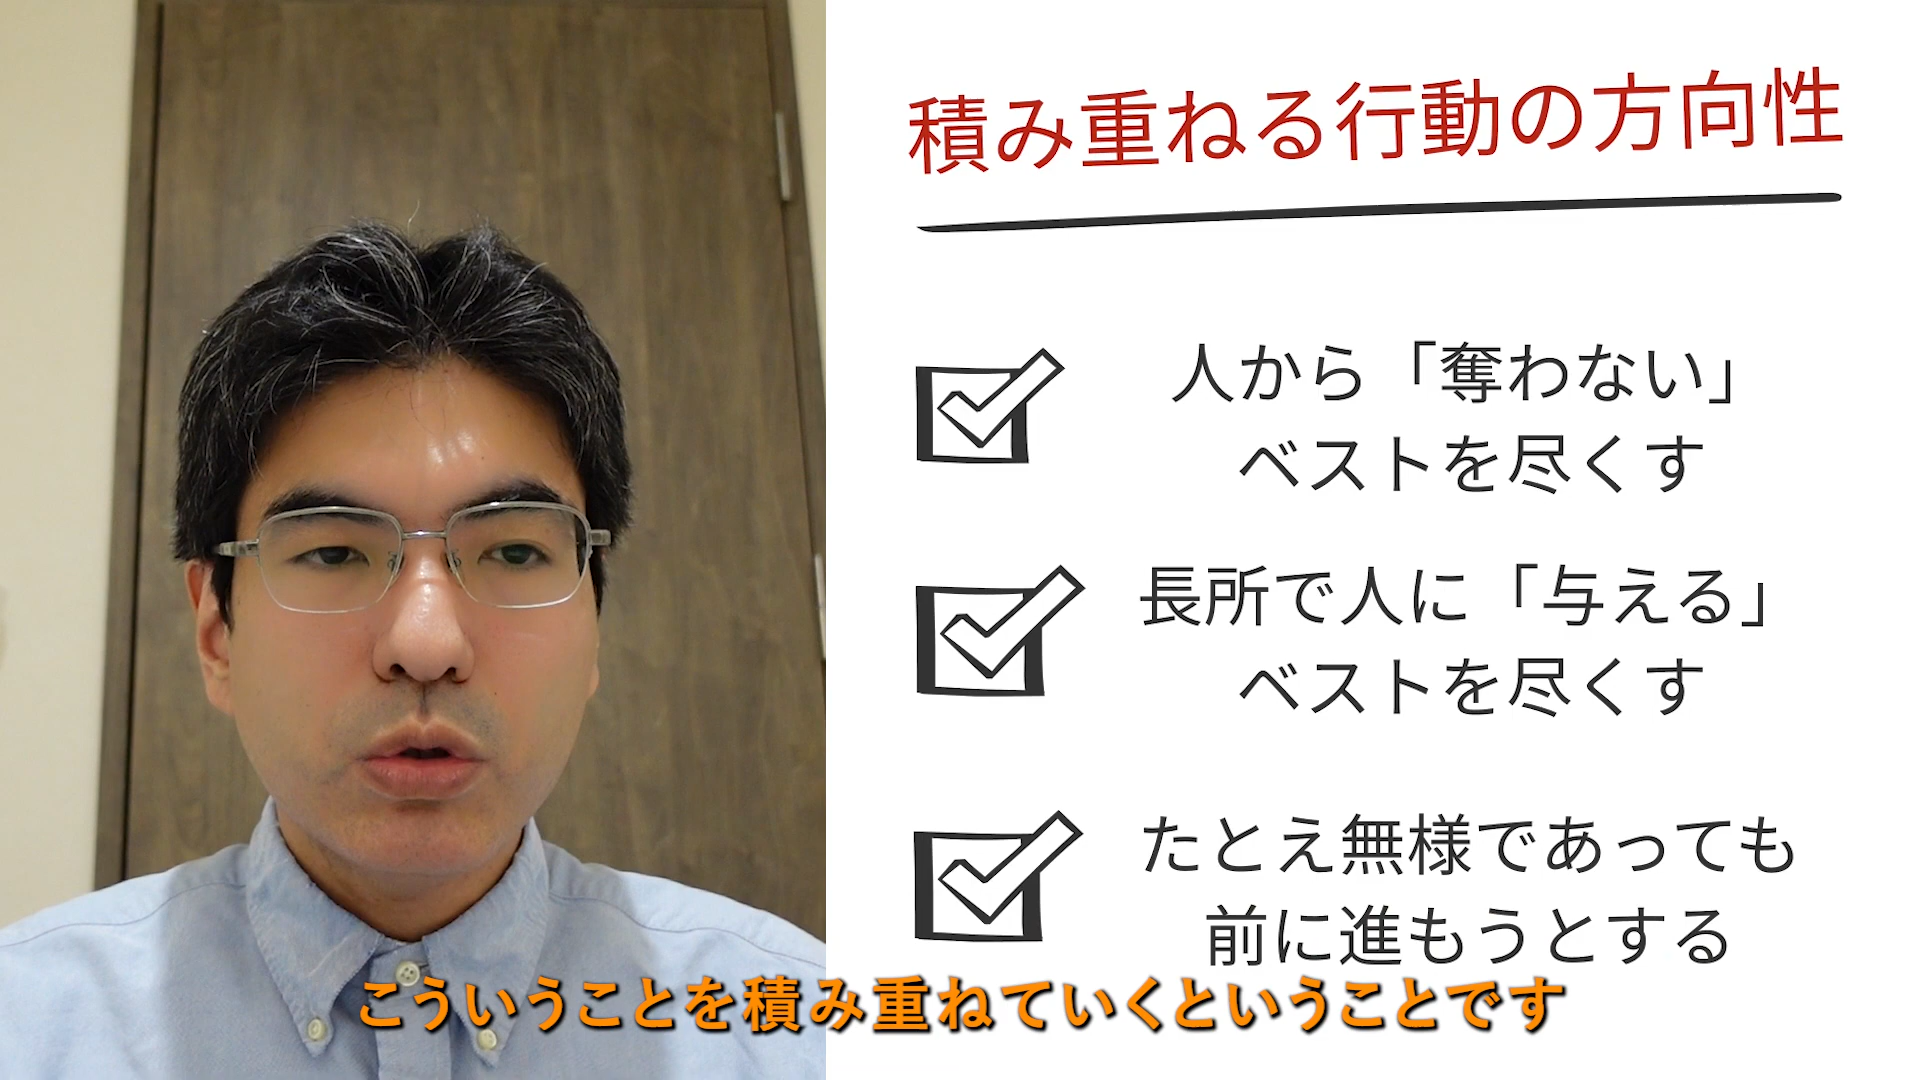 積み重ねる行動の方向性
人から「奪わない」
ベストを尽くす
長所で人に「与える」
ベストを尽くす
たとえ無様であっても
前に進もうとする
こういうことを積み重ねていくということです